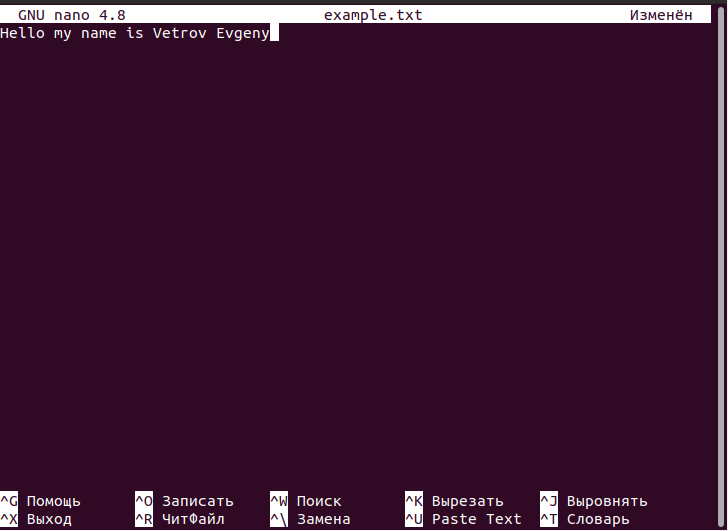 GNU nano 4.8 example.txt Изменён
Hello my name is Vetrov Evgeny
^G Помощь ^O Записать ^W Поиск ^K Вырезать ^J Выровнять
^X Выход ^R ЧитФайл ^\ Замена ^U Paste Text ^T Словарь